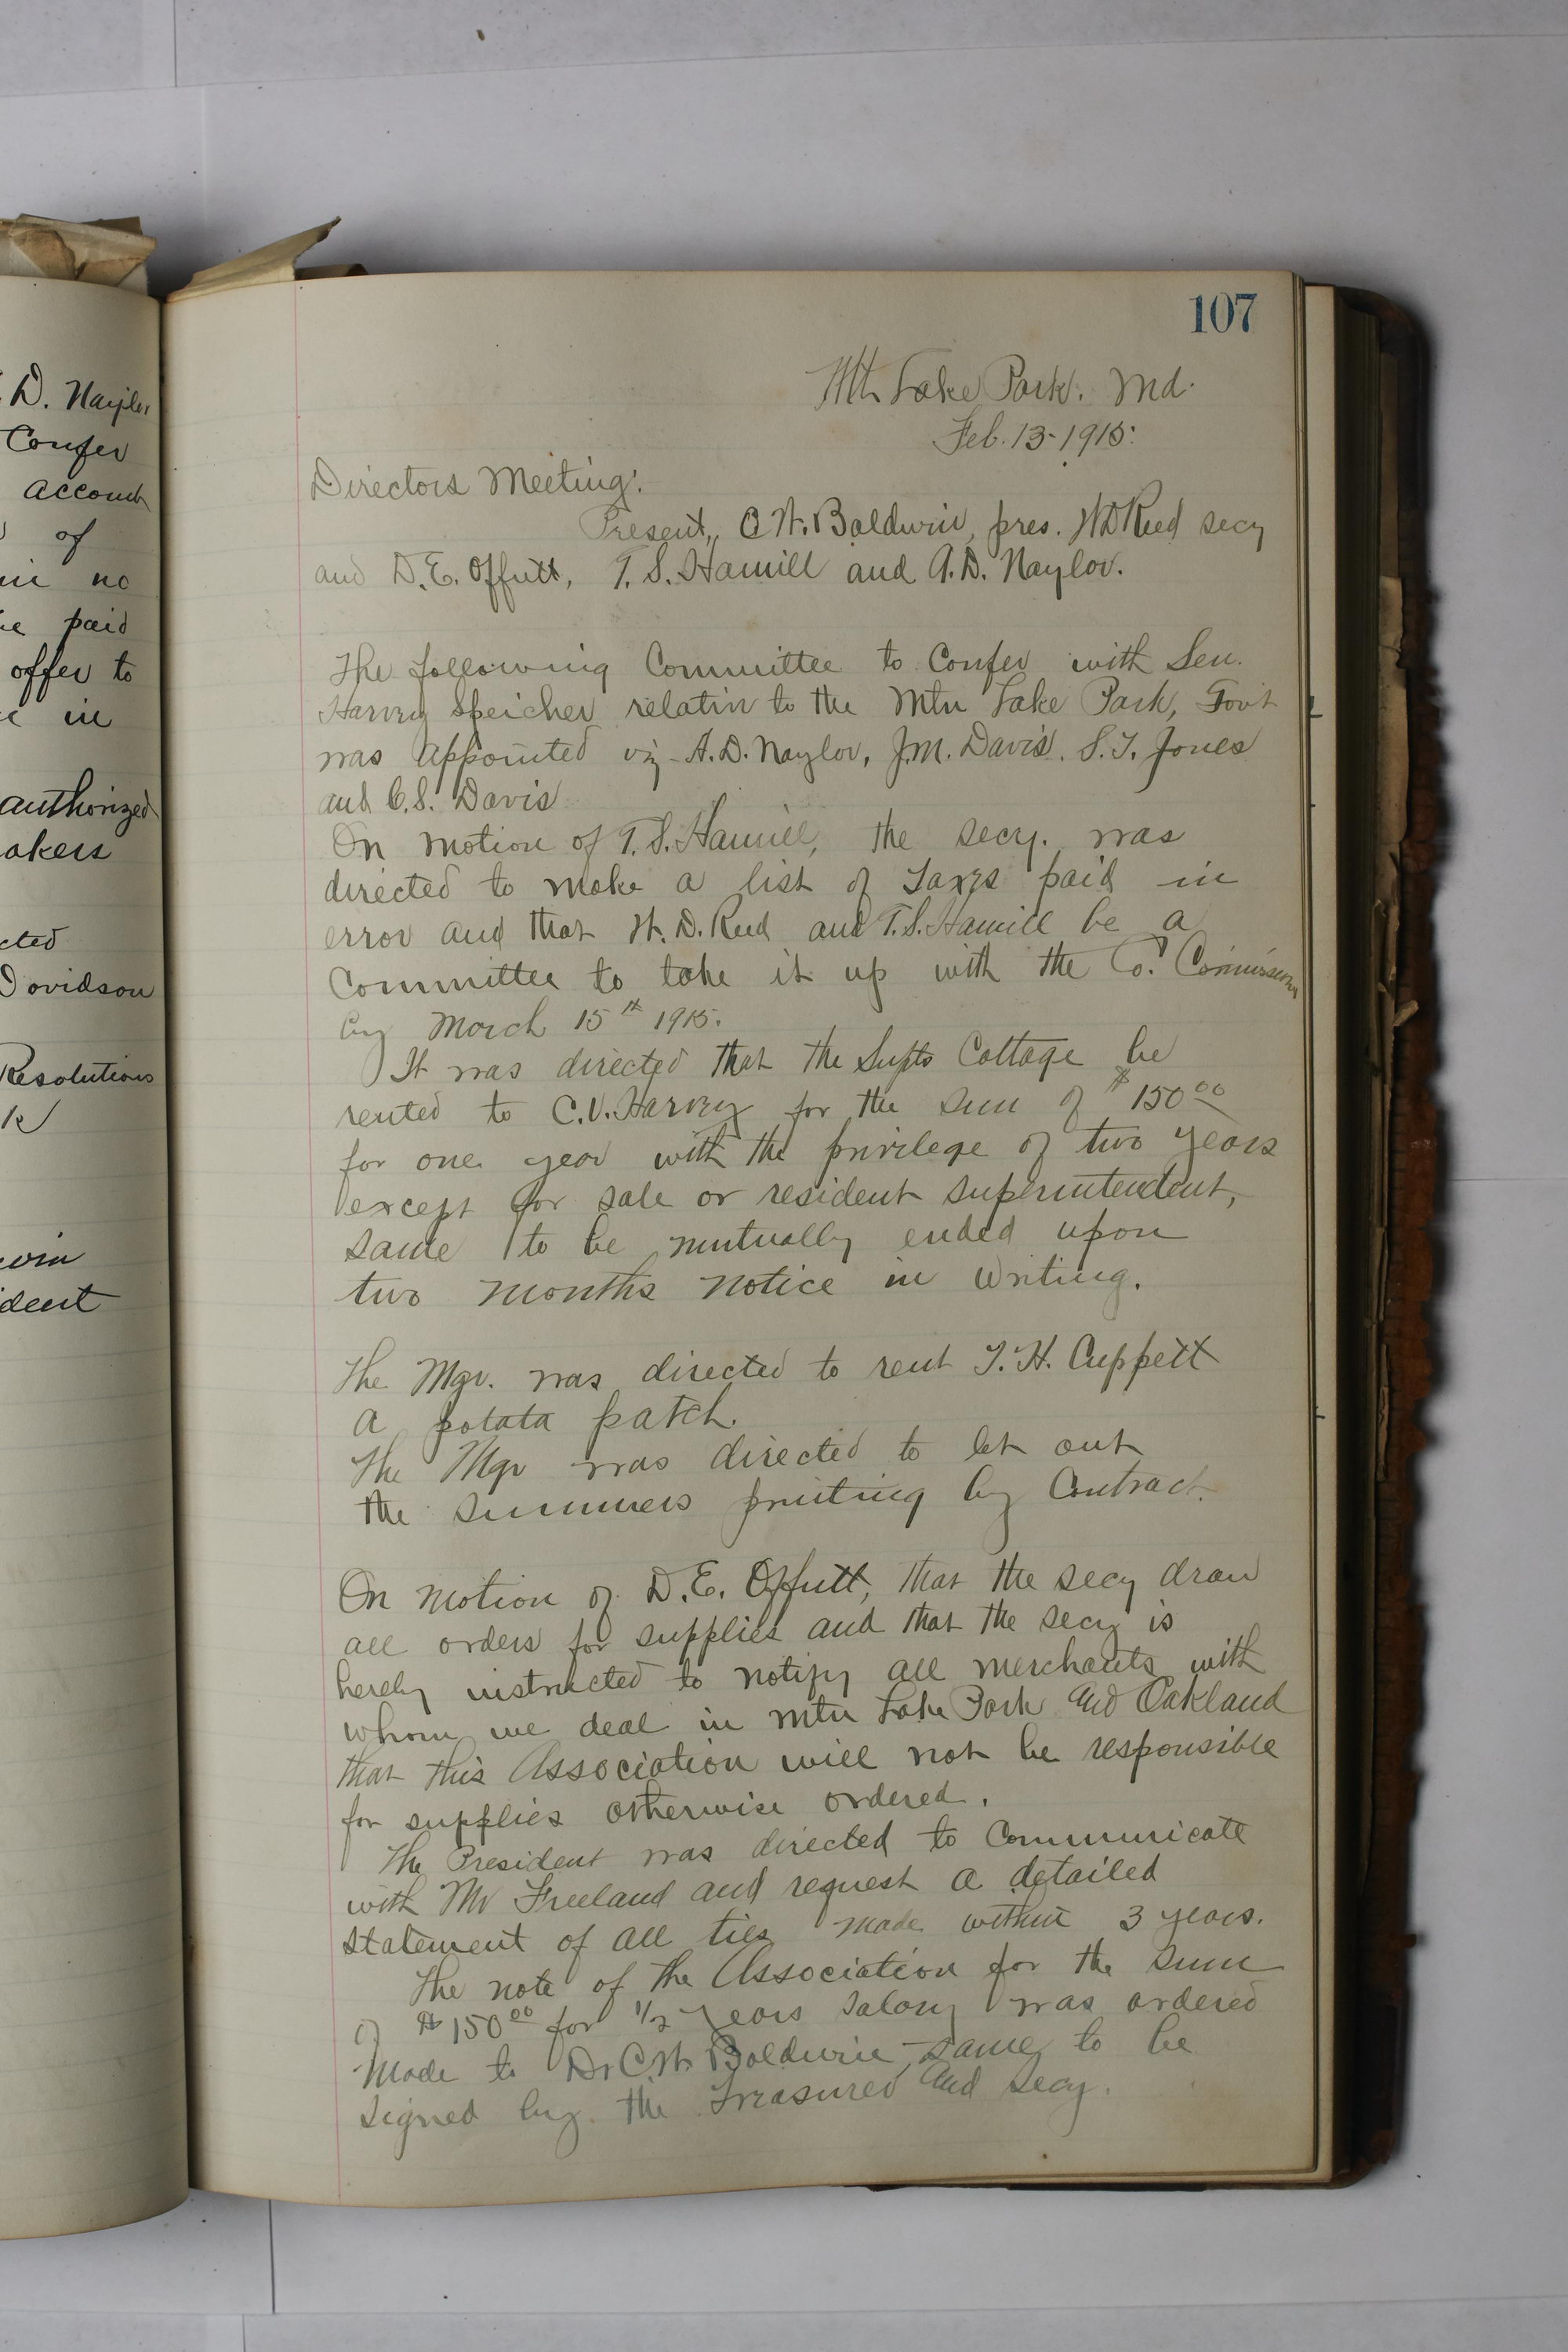 D. Naylor
Confer
account
of
no
paid
offer to
in
authorized
akers
cted
Davidson
Resolutions
win
ident
107
Mt. Lake Park. Md.
Feb. 13-1915.
Directors Meeting.
Present, C W. Baldwin, pres. W D Reed secy
and D.E. Offutt, T.S. Hamill and A.D. Naylor.
The following Committee to Confer with Sen.
Harvey Speicher relatin to the Mtn Lake Park, Gov't
was appointed viz - A.D. Naylor, J.M. Davis. S.T. Jones
and C.S. Davis
On motion of T.S. Hamill, the secy. was
directed to make a list of Taxes paid in
error and that W.D. Reed and T.S. Hamill be a
Committee to take it up with the Co. Commissioners
by March 15th 1915.
It was directed that the Supts Cottage be
rented to C.V. Harvey for the sum of $150 00
for one year with the privilege of two years
except for sale or resident superintendent,
same to be mutually ended upon
two months notice in writing.
The Mgr. was directed to rent T.H. Cuppett
a potata patch.
The Mgr was directed to let out
the summers printing by Contract.
On motion of D.E. Offutt, that the secy draw
all orders for supplies and that the secy is
hereby instructed to notify all merchants with
whom we deal in Mtn Lake Park and Oakland
that this Association will not be responsible
for supplies otherwise ordered.
The President was directed to Communicate
with Mr Freeland and request a detailed
statement of all ties made within 3 years.
The note of the Association for the sum
of $150 00 for 1/2 years salary was ordered
made to Dr C.W. Baldwin - same to be
signed by the Treasurer and Secy.